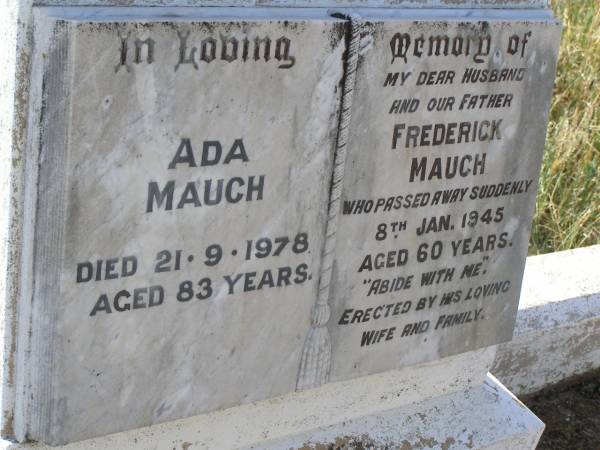 In Loving Memory of
ADA
MAUCH
DIED 21·9·1978
AGED 83 YEARS.
MY DEAR HUSBAND
AND OUR FATHER
FREDERICK
MAUCH
WHO PASSED AWAY SUDDENLY
8TH JAN. 1945
AGED 60 YEARS.
"ABIDE WITH ME."
ERECTED BY HIS LOVING
WIFE AND FAMILY.